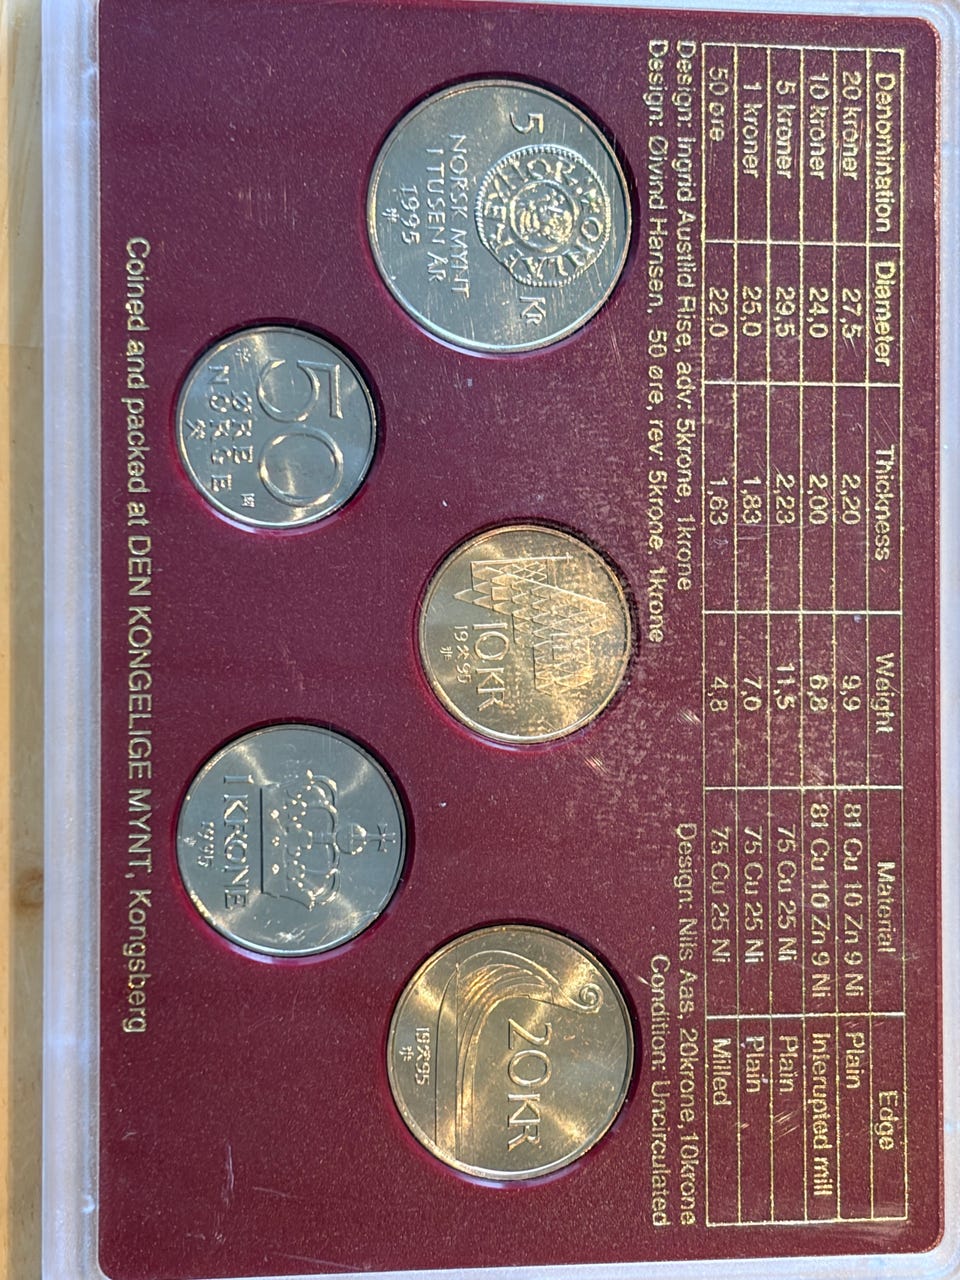 Denomination Diameter Thickness Weight Material Edge
20 kroner 27,5 2,20 9,9 81 Cu 10 Zn 9 Ni Plain
10 kroner 24,0 2,00 6,8 81 Cu 10 Zn 9 Ni Interupted mill
5 kroner 29,5 2,23 11,5 75 Cu 25 Ni Plain
1 kroner 25,0 1,83 7,0 75 Cu 25 Ni Plain
50 øre 22,0 1,63 4,8 75 Cu 25 Ni Milled
Design: Ingrid Austlid Rise, adv: 5krone, 1krone Design: Nils Aas, 20krone, 10krone
Design: Øivind Hansen, 50 øre, rev: 5krone, 1krone Condition: Uncirculated
5 KR
NORSK MYNT
I TUSEN ÅR
1995
10 KR
19 95
20 KR
19 95
50
ØRE
NORGE
1 KRONE
1995
Coined and packed at DEN KONGELIGE MYNT, Kongsberg